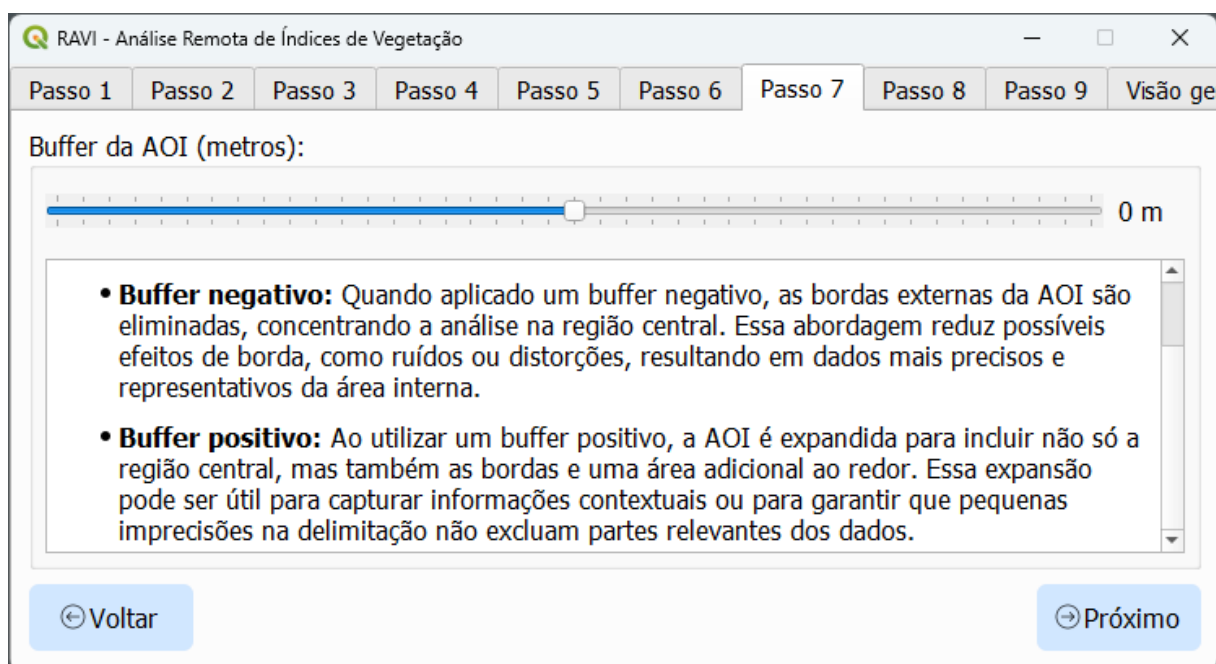 RAVI - Análise Remota de Índices de Vegetação
Passo 1 Passo 2 Passo 3 Passo 4 Passo 5 Passo 6 Passo 7 Passo 8 Passo 9 Visão ge
Buffer da AOI (metros):
0 m
• Buffer negativo: Quando aplicado um buffer negativo, as bordas externas da AOI são
eliminadas, concentrando a análise na região central. Essa abordagem reduz possíveis
efeitos de borda, como ruídos ou distorções, resultando em dados mais precisos e
representativos da área interna.
• Buffer positivo: Ao utilizar um buffer positivo, a AOI é expandida para incluir não só a
região central, mas também as bordas e uma área adicional ao redor. Essa expansão
pode ser útil para capturar informações contextuais ou para garantir que pequenas
imprecisões na delimitação não excluam partes relevantes dos dados.
Voltar Próximo